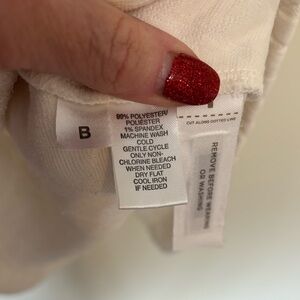 B
99% POLYESTER/
POLIÉSTER
1% SPANDEX
MACHINE WASH
COLD
GENTLE CYCLE
ONLY NON-
CHLORINE BLEACH
WHEN NEEDED
DRY FLAT
COOL IRON
IF NEEDED
CUT ALONG DOTTED LINE
REMOVE BEFORE WEARING
OR WASHING